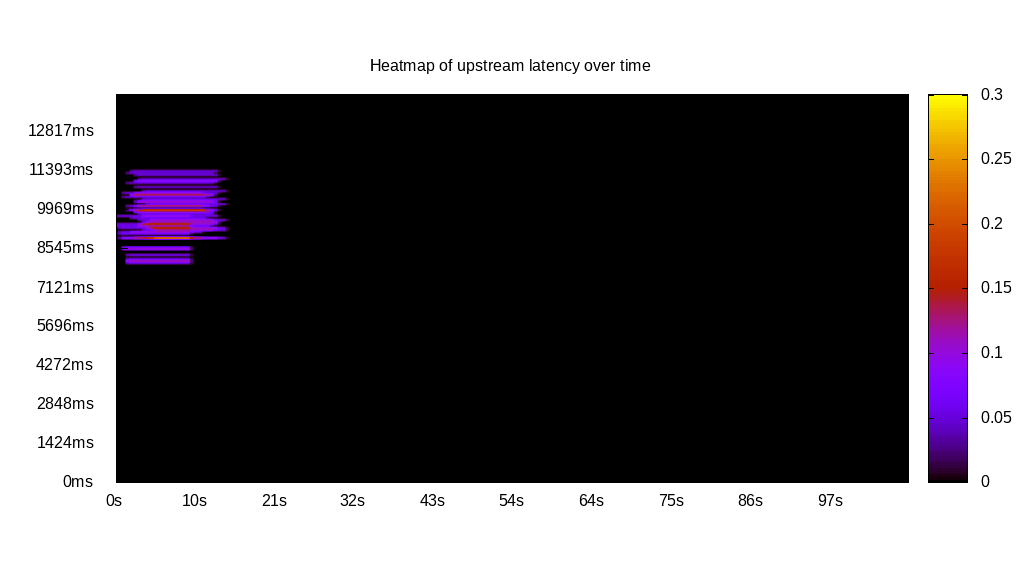 Heatmap of upstream latency over time
12817ms
11393ms
9969ms
8545ms
7121ms
5696ms
4272ms
2848ms
1424ms
0ms
0s 10s 21s 32s 43s 54s 64s 75s 86s 97s
0.3
0.25
0.2
0.15
0.1
0.05
0